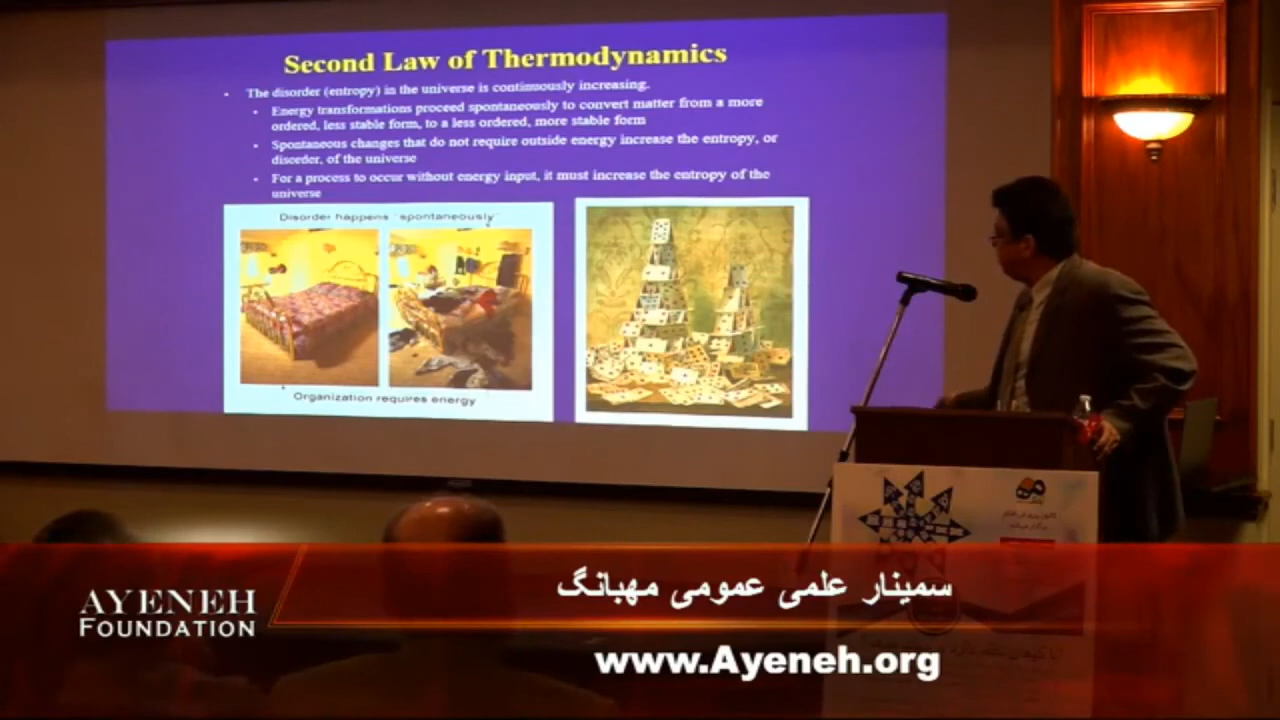 Second Law of Thermodynamics
• The disorder (entropy) in the universe is continuously increasing.
• Energy transformations proceed spontaneously to convert matter from a more
ordered, less stable form, to a less ordered, more stable form
• Spontaneous changes that do not require outside energy increase the entropy, or
disorder, of the universe
• For a process to occur without energy input, it must increase the entropy of the
universe
Disorder happens "spontaneously"
Organization requires energy
سمینار علمی عمومی مهبانگ
AYENEH
FOUNDATION
www.Ayeneh.org